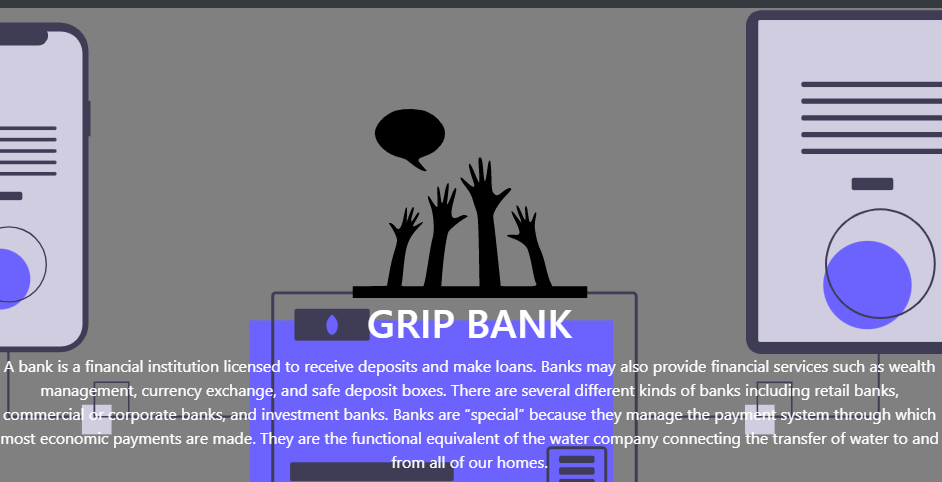 GRIP BANK
A bank is a financial institution licensed to receive deposits and make loans. Banks may also provide financial services such as wealth
management, currency exchange, and safe deposit boxes. There are several different kinds of banks including retail banks,
commercial or corporate banks, and investment banks. Banks are “special” because they manage the payment system through which
most economic payments are made. They are the functional equivalent of the water company connecting the transfer of water to and
from all of our homes.